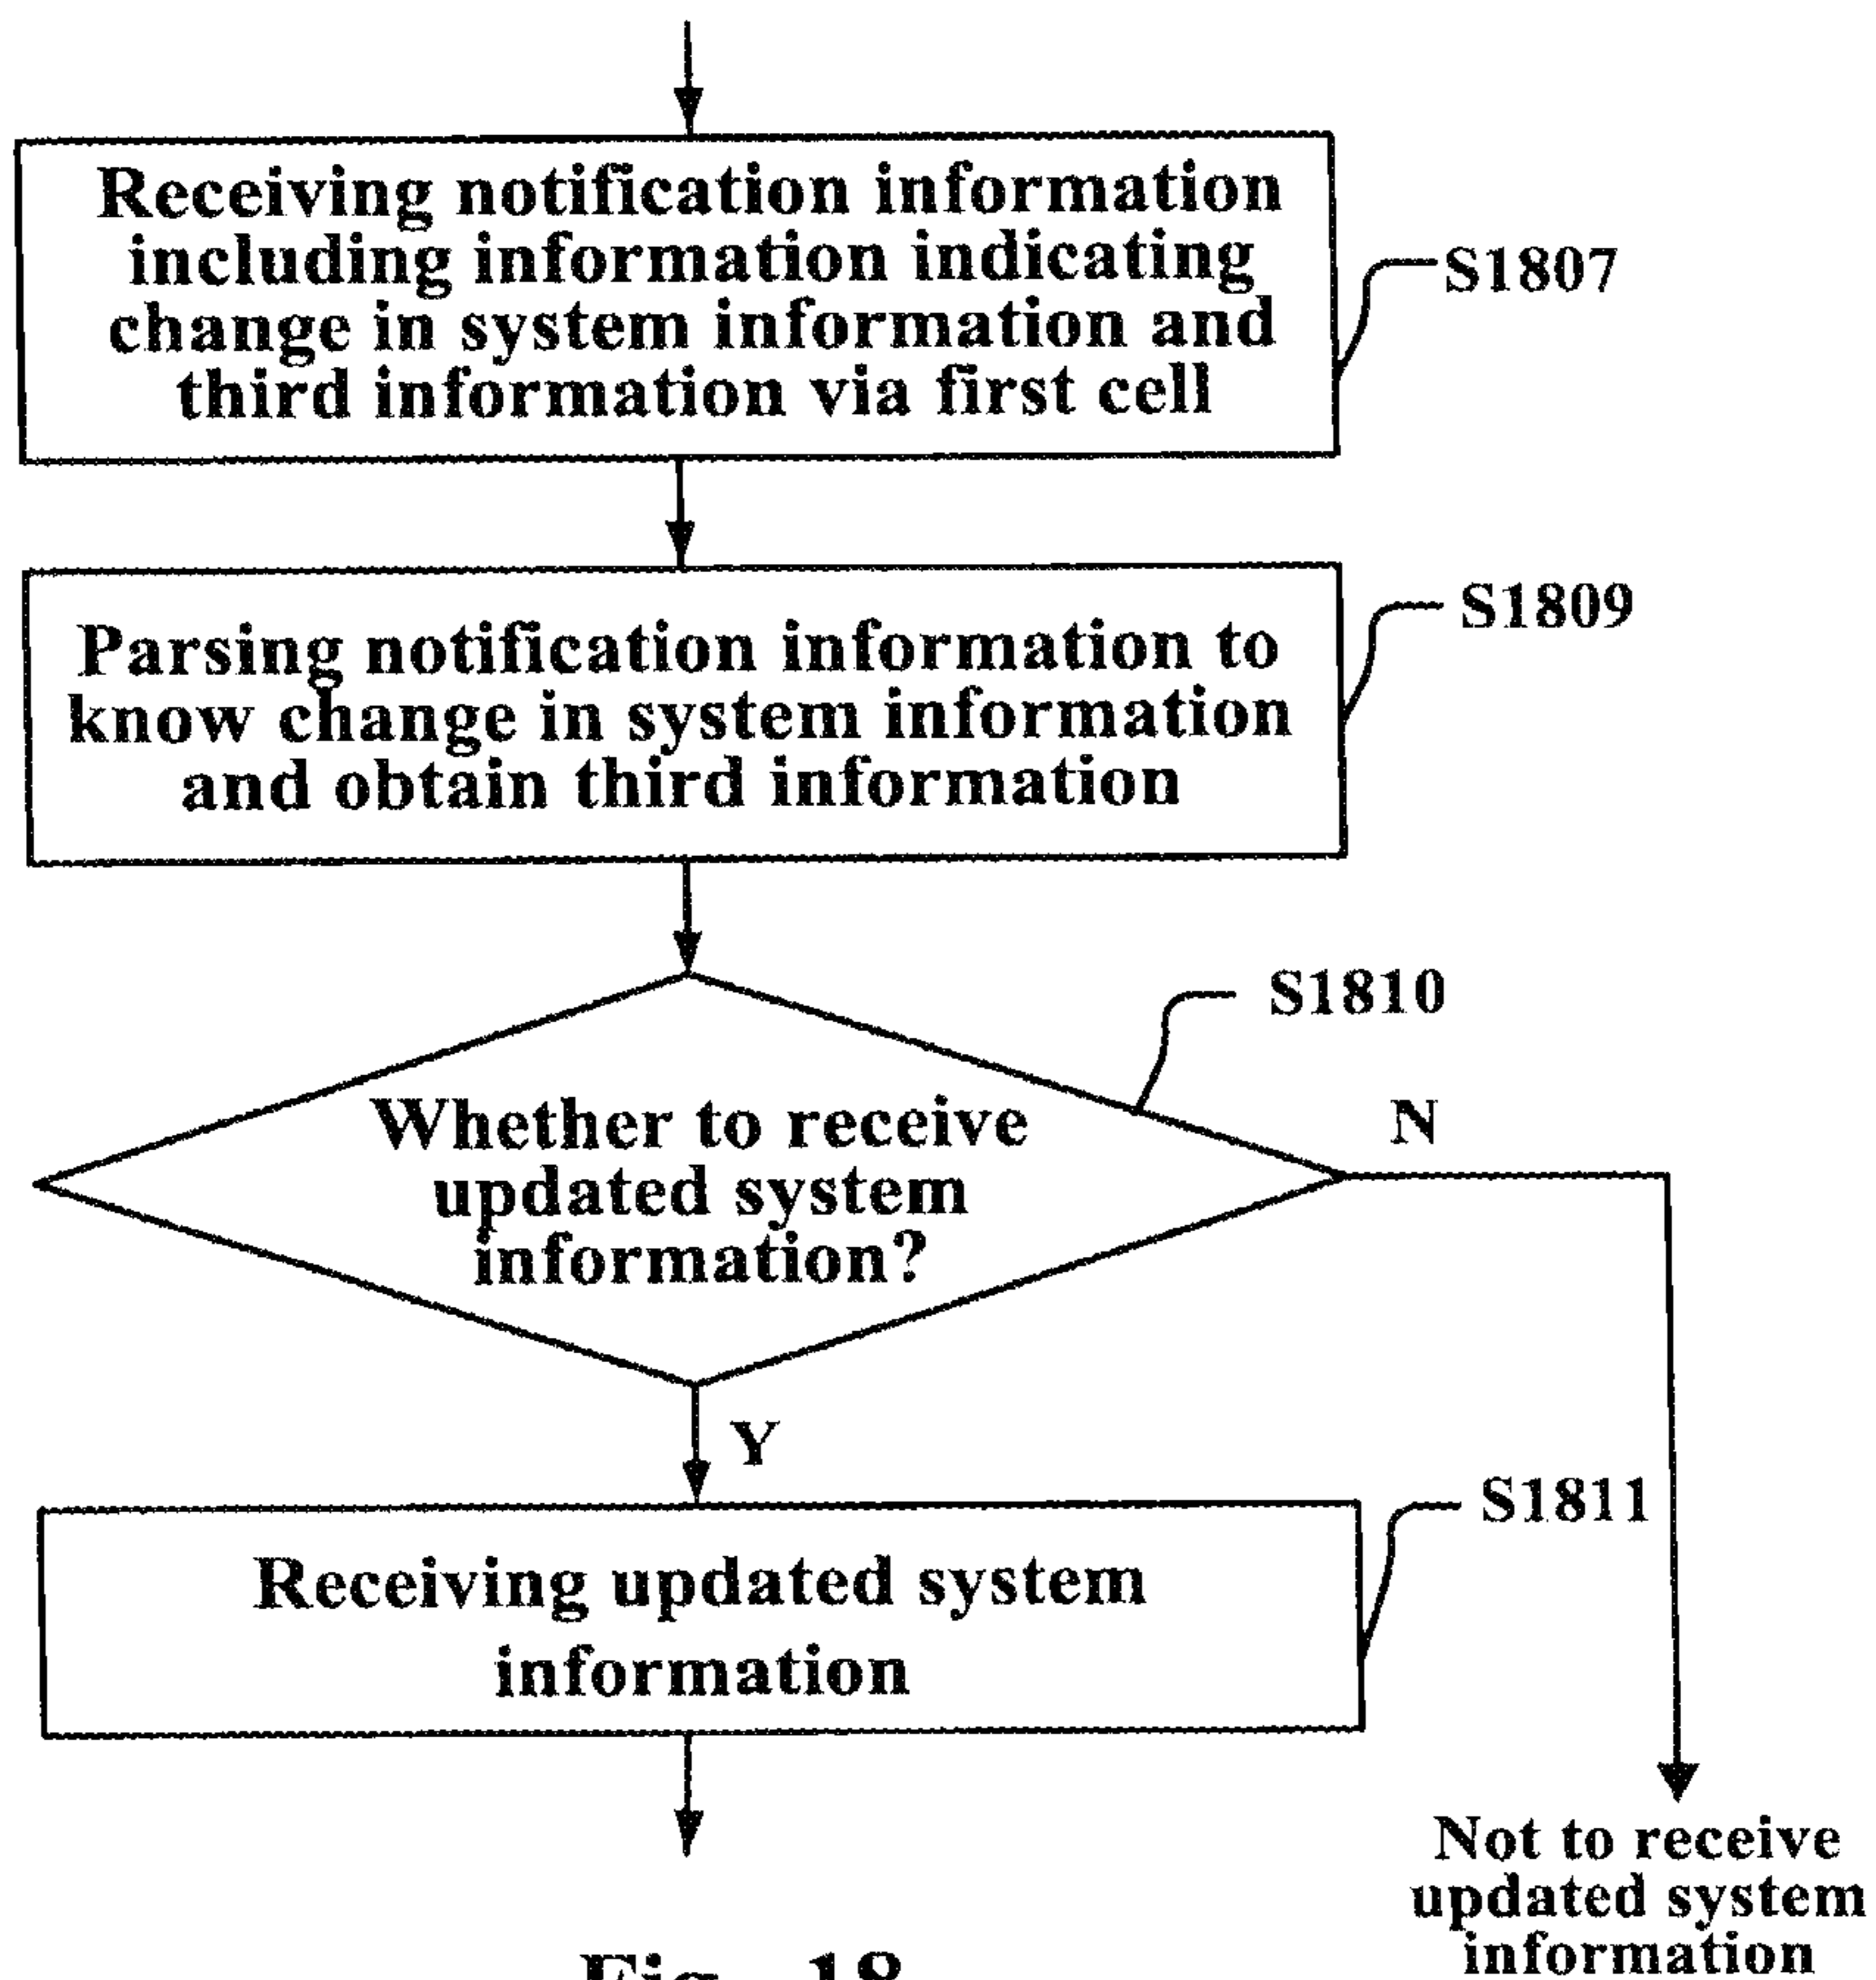 Receiving notification information
including information indicating
change in system information and
third information via first cell
S1807
Parsing notification information to
know change in system information
and obtain third information
S1809
Whether to receive
updated system
information?
S1810
N
Y
Receiving updated system
information
S1811
Not to receive
updated system
information
Fig. 18